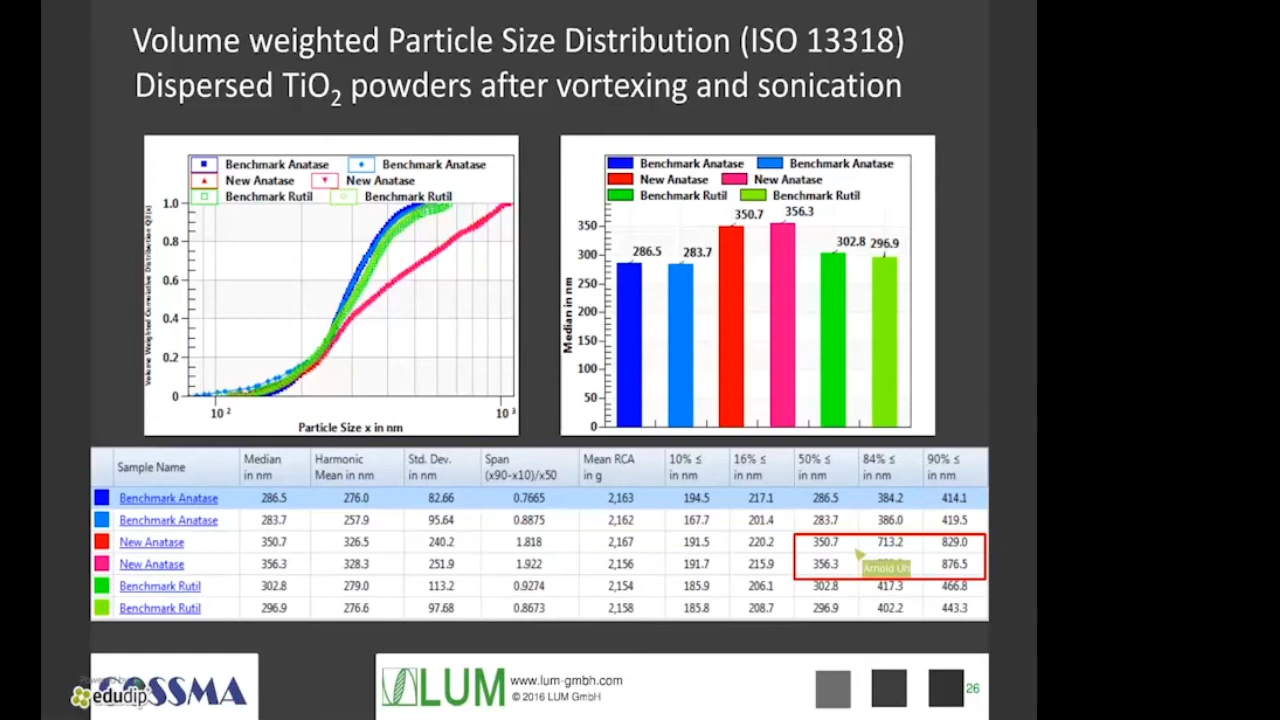 Volume weighted Particle Size Distribution (ISO 13318)
Dispersed TiO2 powders after vortexing and sonication
Benchmark Anatase Benchmark Anatase
New Anatase New Anatase
Benchmark Rutil Benchmark Rutil
1.0
0.8
0.6
0.4
0.2
0
Volume Weighted Cumulative Distribution Q3(x)
10 2 10 3
Particle Size x in nm
Benchmark Anatase Benchmark Anatase
New Anatase New Anatase
Benchmark Rutil Benchmark Rutil
350
300
250
200
150
100
50
0
Median in nm
286.5 283.7 350.7 356.3 302.8 296.9
Sample Name Median in nm Harmonic Mean in nm Std. Dev. in nm Span (x90-x10)/x50 Mean RCA in g 10% ≤ in nm 16% ≤ in nm 50% ≤ in nm 84% ≤ in nm 90% ≤ in nm
Benchmark Anatase 286.5 276.0 82.66 0.7665 2,163 194.5 217.1 286.5 384.2 414.1
Benchmark Anatase 283.7 257.9 95.64 0.8875 2,162 167.7 201.4 283.7 386.0 419.5
New Anatase 350.7 326.5 240.2 1.818 2,167 191.5 220.2 350.7 713.2 829.0
New Anatase 356.3 328.3 251.9 1.922 2,156 191.7 215.9 356.3 876.5
Arnold Uh
Benchmark Rutil 302.8 279.0 113.2 0.9274 2,154 185.9 206.1 302.8 417.3 466.8
Benchmark Rutil 296.9 276.6 97.68 0.8673 2,158 185.8 208.7 296.9 402.2 443.3
Powered by
edudip
COSSMA
LUM
www.lum-gmbh.com
© 2016 LUM GmbH
26